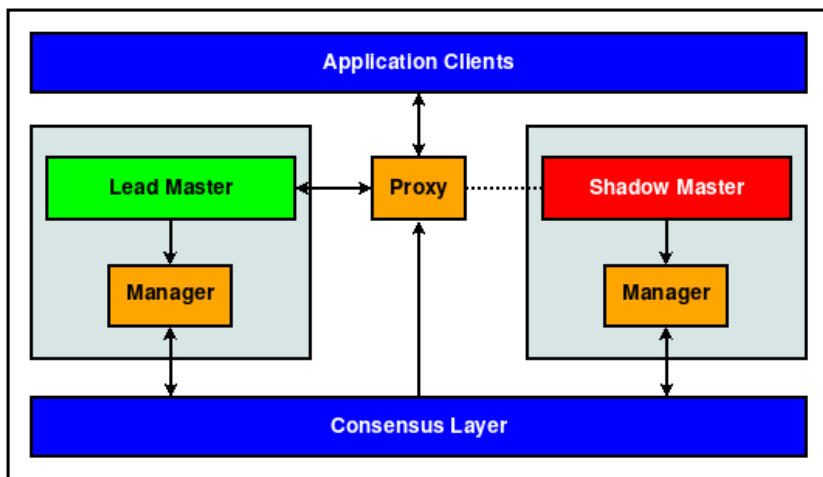 Application Clients
Lead Master
Proxy
Shadow Master
Manager
Manager
Consensus Layer